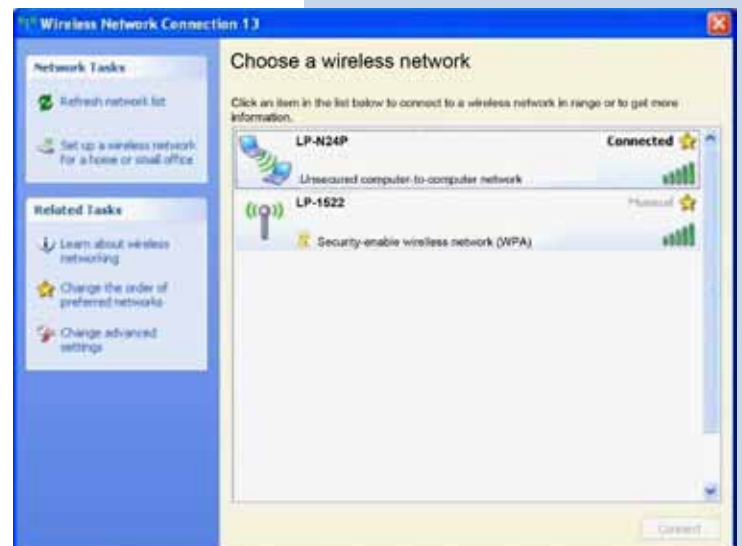 Wireless Network Connection 13
Network Tasks
Refresh network list
Set up a wireless network
for a home or small office
Related Tasks
Learn about wireless
networking
Change the order of
preferred networks
Change advanced
settings
Choose a wireless network
Click an item in the list below to connect to a wireless network in range or to get more
information.
LP-N24P
Connected
Unsecured computer-to-computer network
LP-1522
Manual
Security-enable wireless network (WPA)
Connect